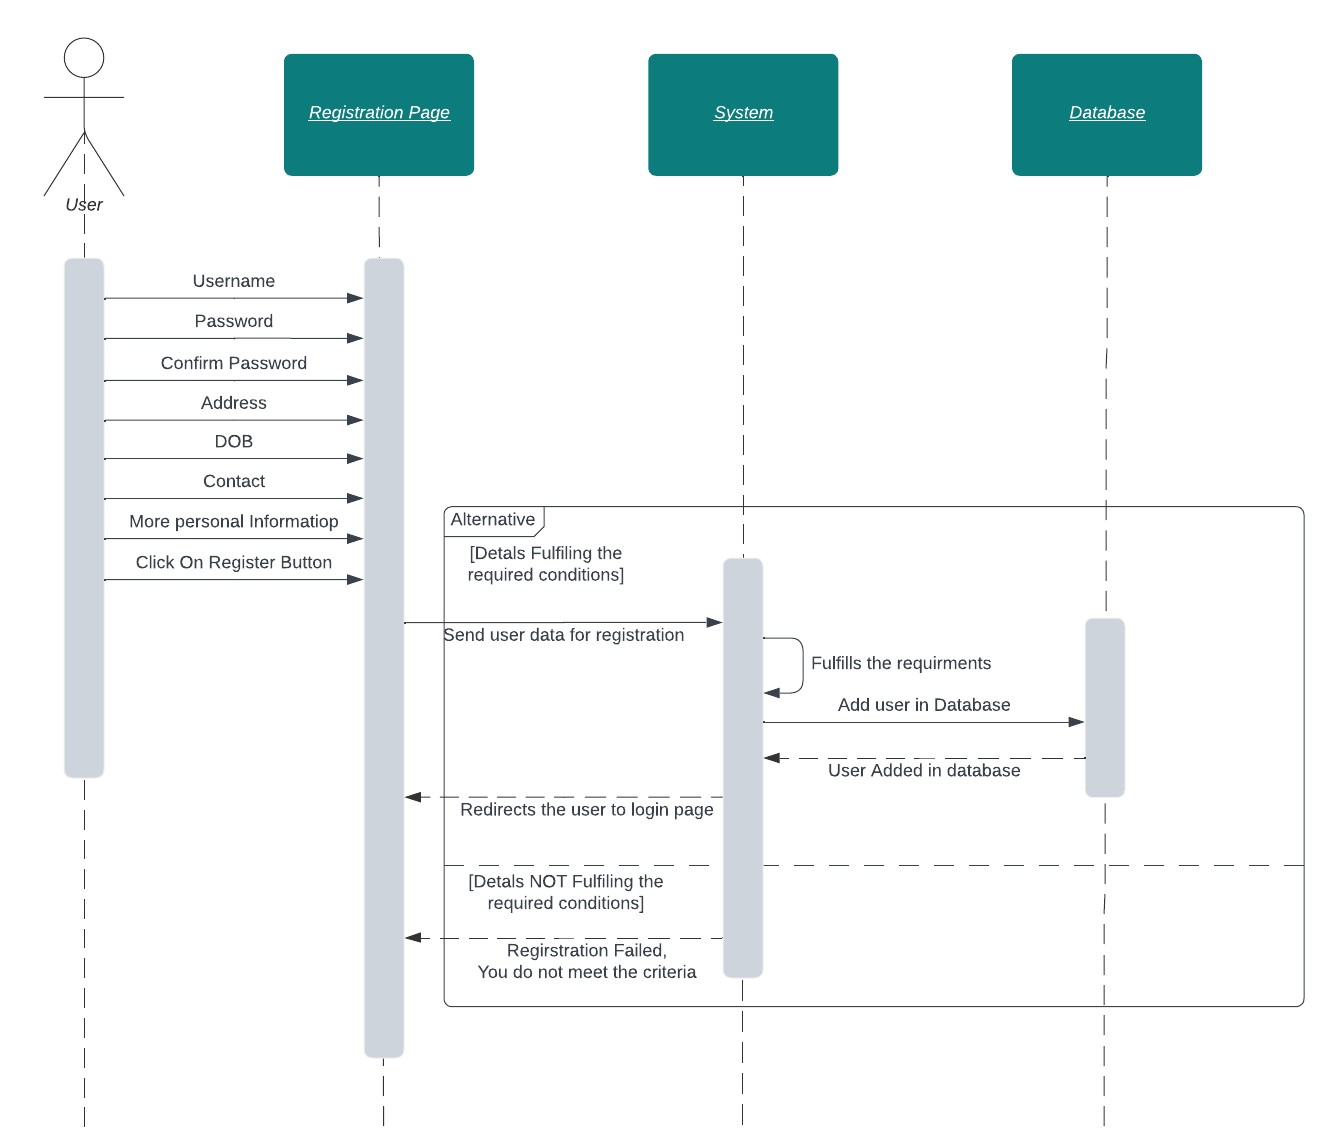 Registration Page
System
Database
User
Username
Password
Confirm Password
Address
DOB
Contact
More personal Informatiop
Click On Register Button
Alternative
[Detals Fulfiling the
required conditions]
Send user data for registration
Fulfills the requirments
Add user in Database
User Added in database
Redirects the user to login page
[Detals NOT Fulfiling the
required conditions]
Regirstration Failed,
You do not meet the criteria